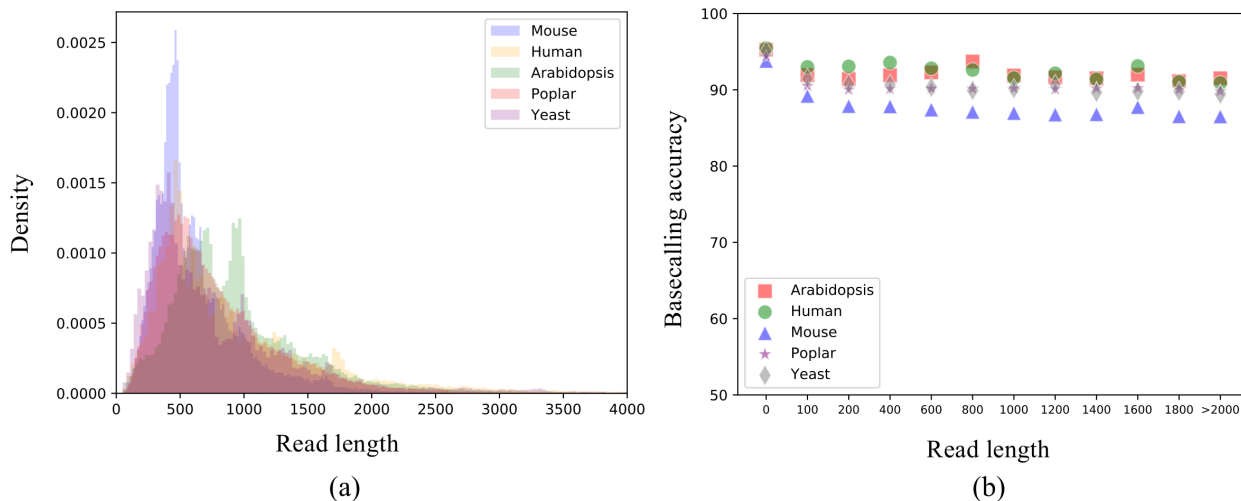 0.0025
0.0020
0.0015
0.0010
0.0005
0.0000
Density
0 500 1000 1500 2000 2500 3000 3500 4000
Read length
Mouse
Human
Arabidopsis
Poplar
Yeast
(a)
100
90
80
70
60
50
Basecalling accuracy
Arabidopsis
Human
Mouse
Poplar
Yeast
0 100 200 400 600 800 1000 1200 1400 1600 1800 >2000
Read length
(b)